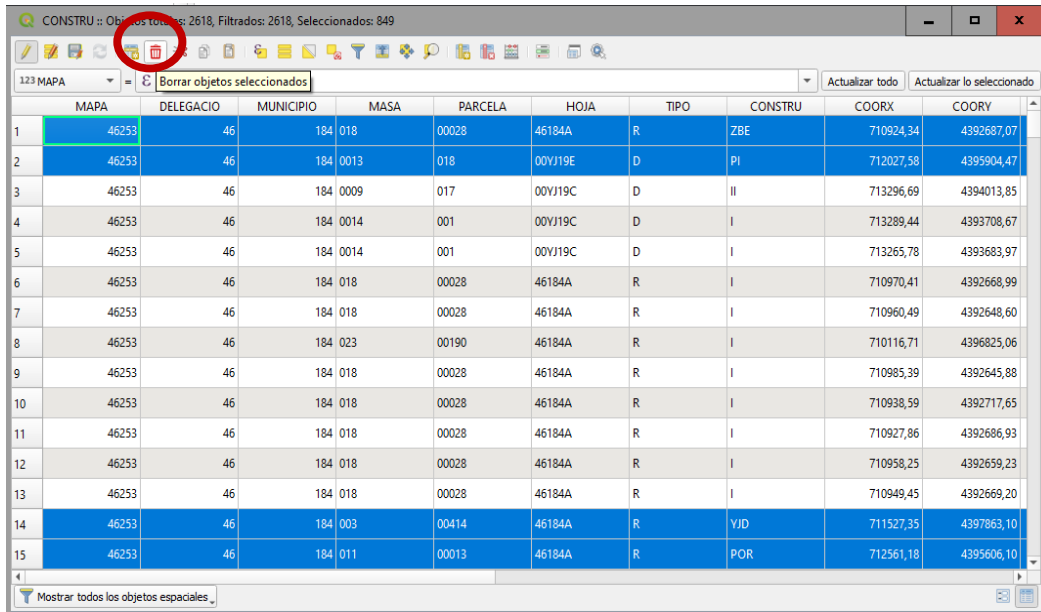 CONSTRU :: Objetos totales: 2618, Filtrados: 2618, Seleccionados: 849
123 MAPA = ε Borrar objetos seleccionados Actualizar todo Actualizar lo seleccionado
MAPA DELEGACIO MUNICIPIO MASA PARCELA HOJA TIPO CONSTRU COORX COORY
1 46253 46 184 018 00028 46184A R ZBE 710924,34 4392687,07
2 46253 46 184 0013 018 00YJ19E D PI 712027,58 4395904,47
3 46253 46 184 0009 017 00YJ19C D II 713296,69 4394013,85
4 46253 46 184 0014 001 00YJ19C D I 713289,44 4393708,67
5 46253 46 184 0014 001 00YJ19C D I 713265,78 4393683,97
6 46253 46 184 018 00028 46184A R I 710970,41 4392668,99
7 46253 46 184 018 00028 46184A R I 710960,49 4392648,60
8 46253 46 184 023 00190 46184A R I 710116,71 4396825,06
9 46253 46 184 018 00028 46184A R I 710985,39 4392645,88
10 46253 46 184 018 00028 46184A R I 710938,59 4392717,65
11 46253 46 184 018 00028 46184A R I 710927,86 4392686,93
12 46253 46 184 018 00028 46184A R I 710958,25 4392659,23
13 46253 46 184 018 00028 46184A R I 710949,45 4392669,20
14 46253 46 184 003 00414 46184A R YJD 711527,35 4397863,10
15 46253 46 184 011 00013 46184A R POR 712561,18 4395606,10
Mostrar todos los objetos espaciales